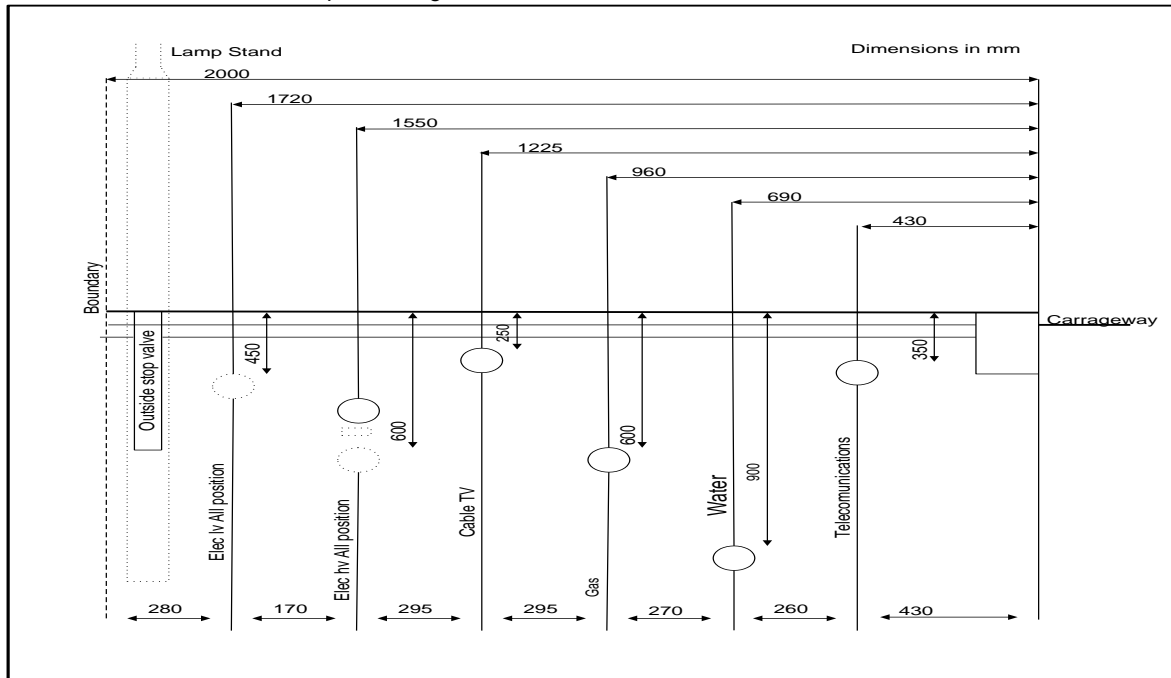 Lamp Stand
Dimensions in mm
2000
1720
1550
1225
960
690
430
Boundary
Carrageway
Outside stop valve
450
600
250
600
900
350
Elec lv All position
Elec hv All position
Cable TV
Gas
Water
Telecomunications
280
170
295
295
270
260
430